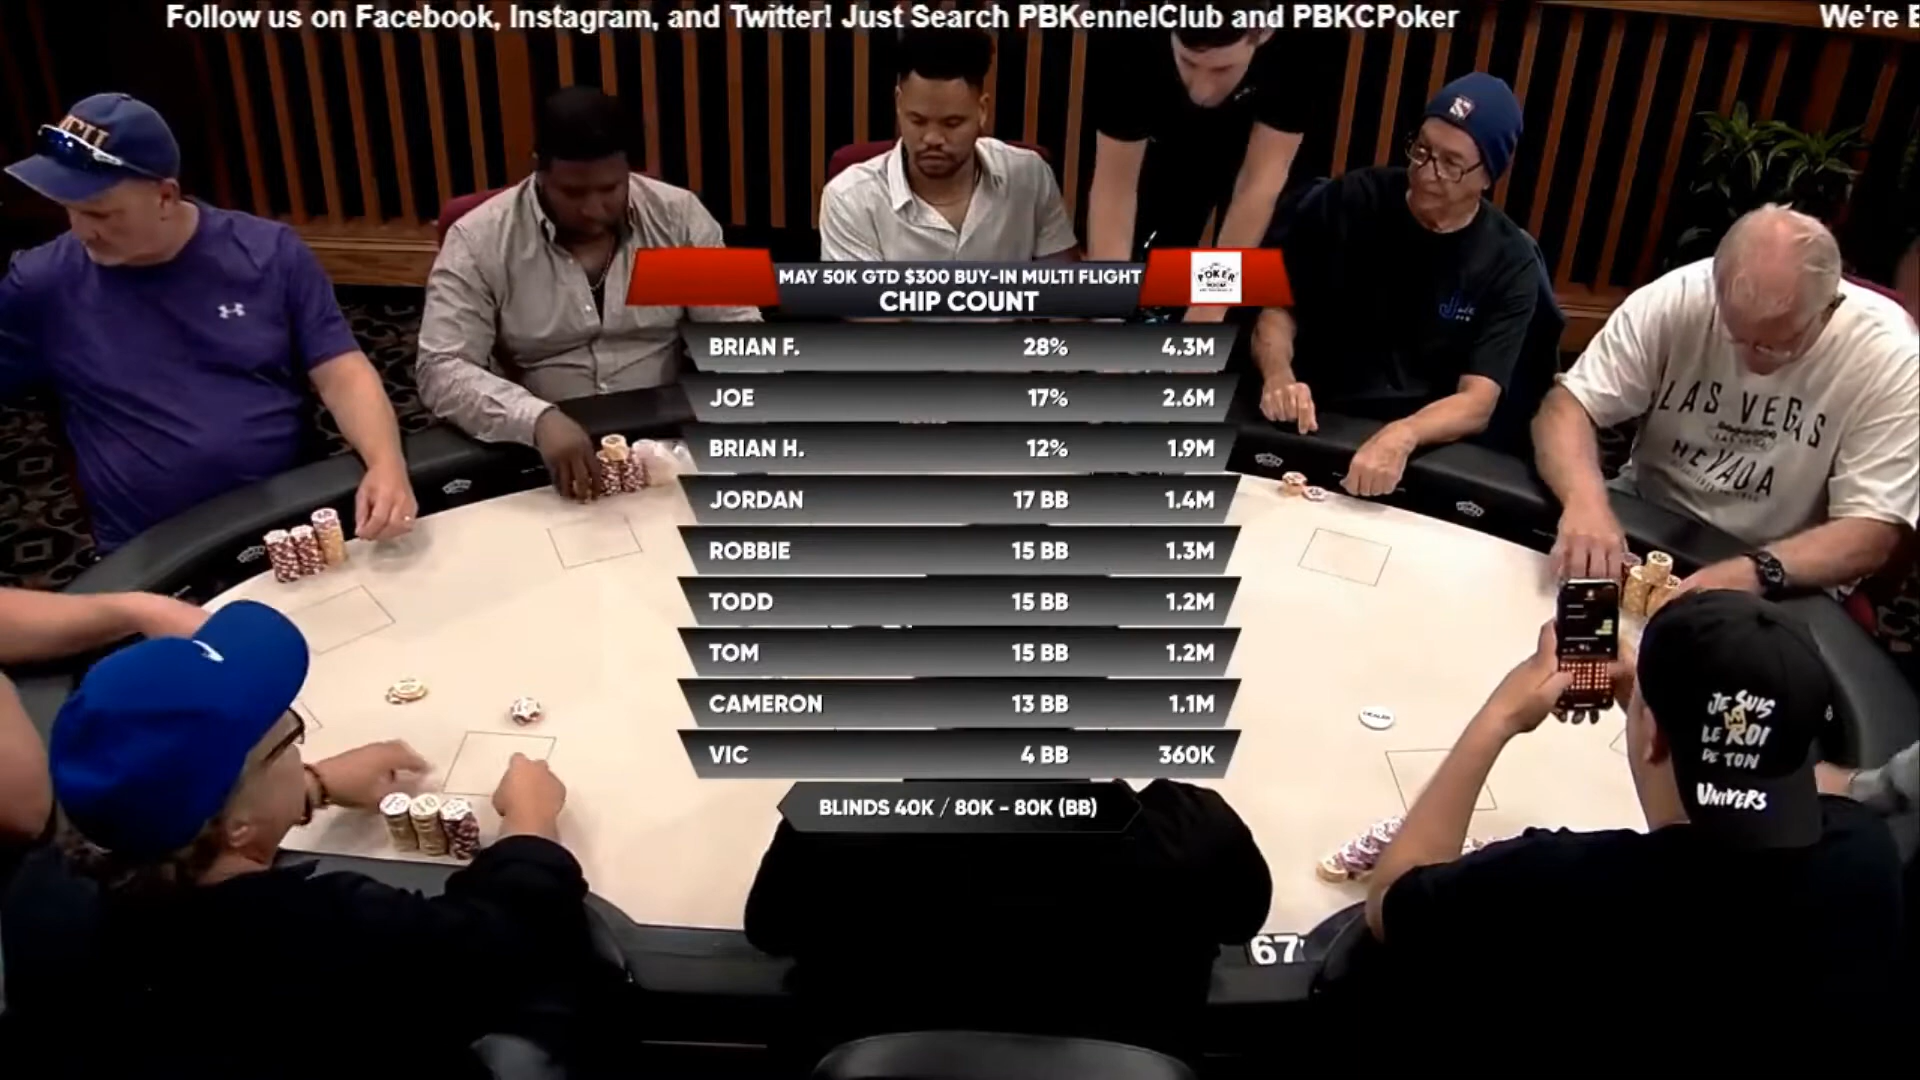 Follow us on Facebook, Instagram, and Twitter! Just Search PBKennelClub and PBKCPoker We're
MAY 50K GTD $300 BUY-IN MULTI FLIGHT
CHIP COUNT
POKER
ROOM
BRIAN F. 28% 4.3M
JOE 17% 2.6M
BRIAN H. 12% 1.9M
JORDAN 17 BB 1.4M
ROBBIE 15 BB 1.3M
TODD 15 BB 1.2M
TOM 15 BB 1.2M
CAMERON 13 BB 1.1M
VIC 4 BB 360K
BLINDS 40K / 80K - 80K (BB)
LAS VEGAS
NEVADA
DEALER
JE SUIS
LE ROI
DE TON
UNIVERS
67